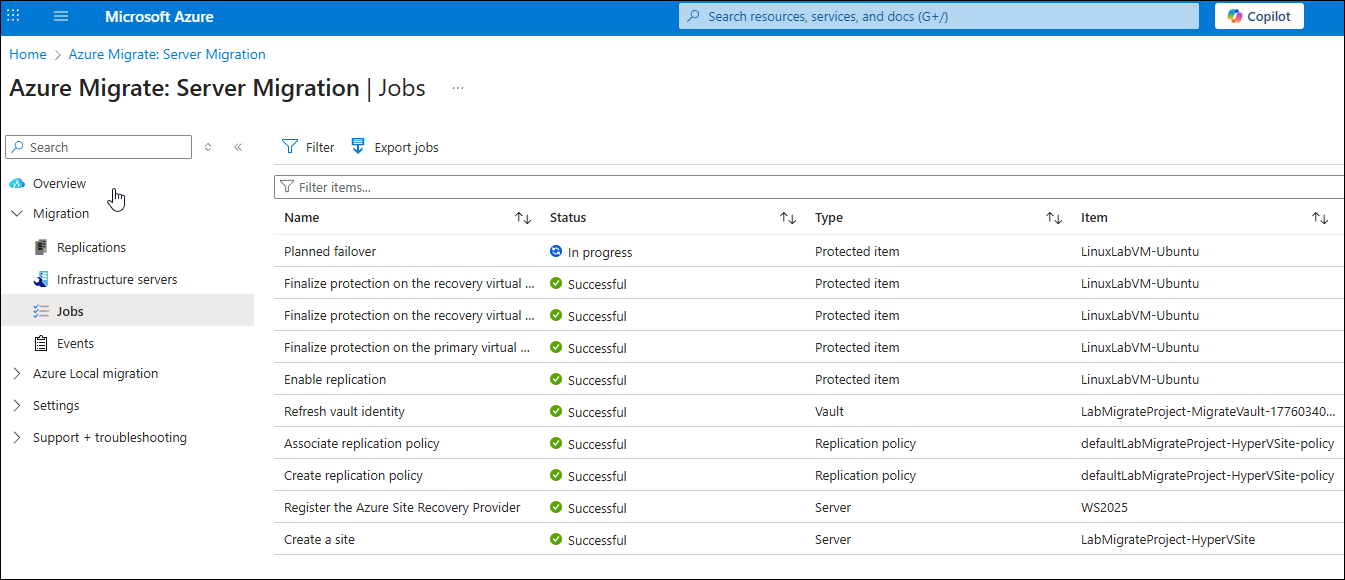 Microsoft Azure Search resources, services, and docs (G+/) Copilot
Home > Azure Migrate: Server Migration
Azure Migrate: Server Migration | Jobs ...
Search
Overview
Migration
Replications
Infrastructure servers
Jobs
Events
Azure Local migration
Settings
Support + troubleshooting
Filter Export jobs
Filter items...
Name Status Type Item
Planned failover In progress Protected item LinuxLabVM-Ubuntu
Finalize protection on the recovery virtual ... Successful Protected item LinuxLabVM-Ubuntu
Finalize protection on the recovery virtual ... Successful Protected item LinuxLabVM-Ubuntu
Finalize protection on the primary virtual ... Successful Protected item LinuxLabVM-Ubuntu
Enable replication Successful Protected item LinuxLabVM-Ubuntu
Refresh vault identity Successful Vault LabMigrateProject-MigrateVault-17760340...
Associate replication policy Successful Replication policy defaultLabMigrateProject-HyperVSite-policy
Create replication policy Successful Replication policy defaultLabMigrateProject-HyperVSite-policy
Register the Azure Site Recovery Provider Successful Server WS2025
Create a site Successful Server LabMigrateProject-HyperVSite